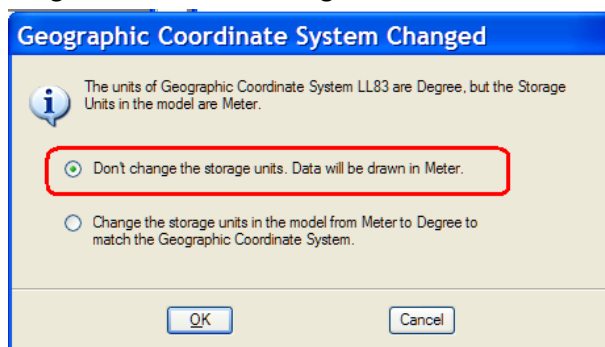 Geographic Coordinate System Changed
The units of Geographic Coordinate System LL83 are Degree, but the Storage
Units in the model are Meter.
Don't change the storage units. Data will be drawn in Meter.
Change the storage units in the model from Meter to Degree to
match the Geographic Coordinate System.
OK
Cancel